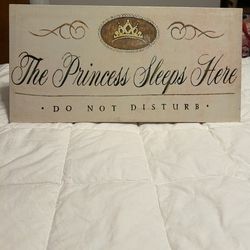 The Princess Sleeps Here
• DO NOT DISTURB •